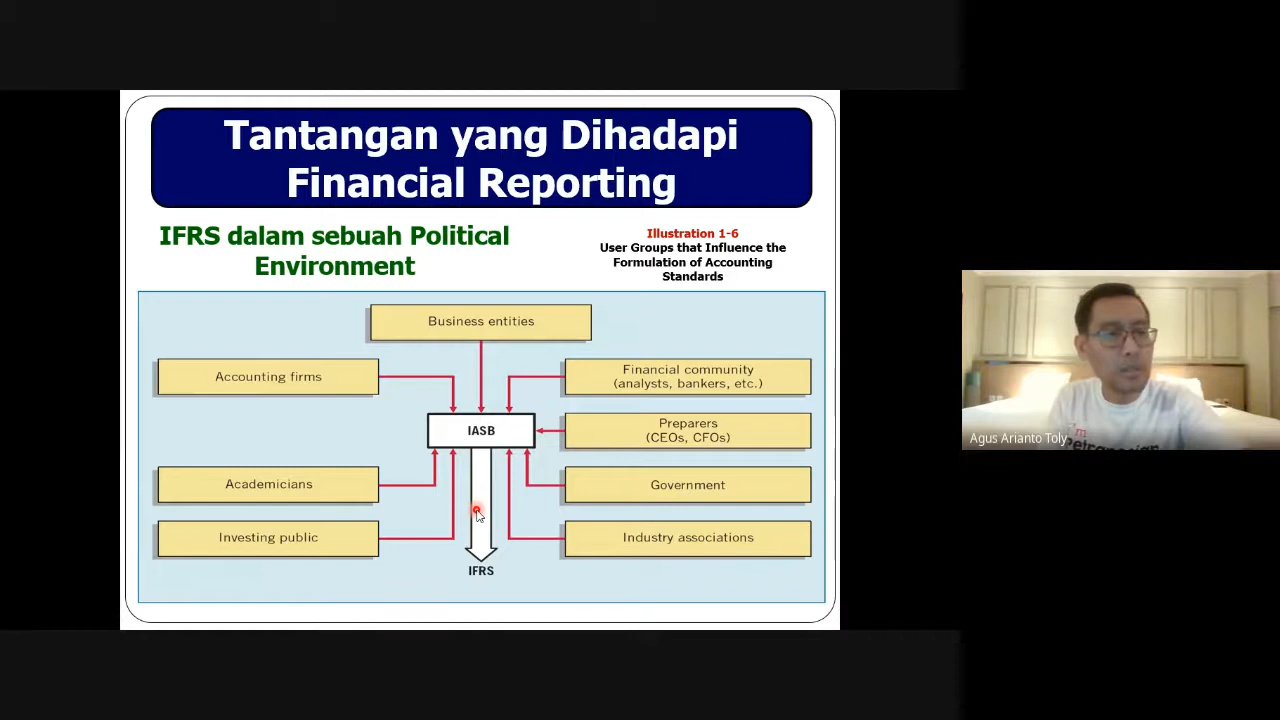 Tantangan yang Dihadapi
Financial Reporting
IFRS dalam sebuah Political
Environment
Illustration 1-6
User Groups that Influence the
Formulation of Accounting
Standards
Business entities
Accounting firms
Financial community
(analysts, bankers, etc.)
IASB
Preparers
(CEOs, CFOs)
Academicians
Government
Investing public
Industry associations
IFRS
I'm
Agus Arianto Toly